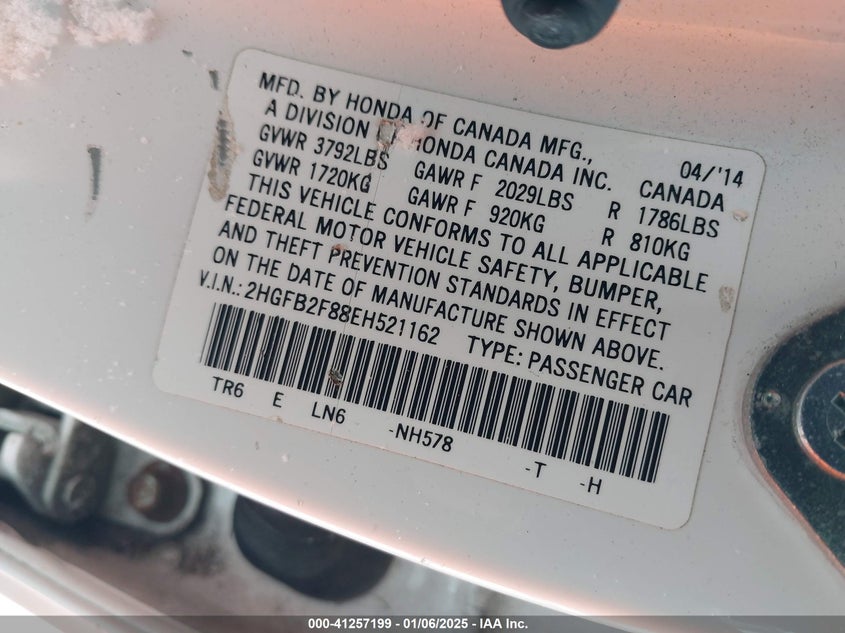 MFD. BY HONDA OF CANADA MFG.,
A DIVISION OF HONDA CANADA INC. 04/'14
GVWR 3792LBS GAWR F 2029LBS R 1786LBS CANADA
GVWR 1720KG GAWR F 920KG R 810KG
THIS VEHICLE CONFORMS TO ALL APPLICABLE
FEDERAL MOTOR VEHICLE SAFETY, BUMPER,
AND THEFT PREVENTION STANDARDS IN EFFECT
ON THE DATE OF MANUFACTURE SHOWN ABOVE.
V.I.N.: 2HGFB2F88EH521162 TYPE: PASSENGER CAR
TR6 E LN6 -NH578 -T -H
000-41257199 - 01/06/2025 - IAA Inc.